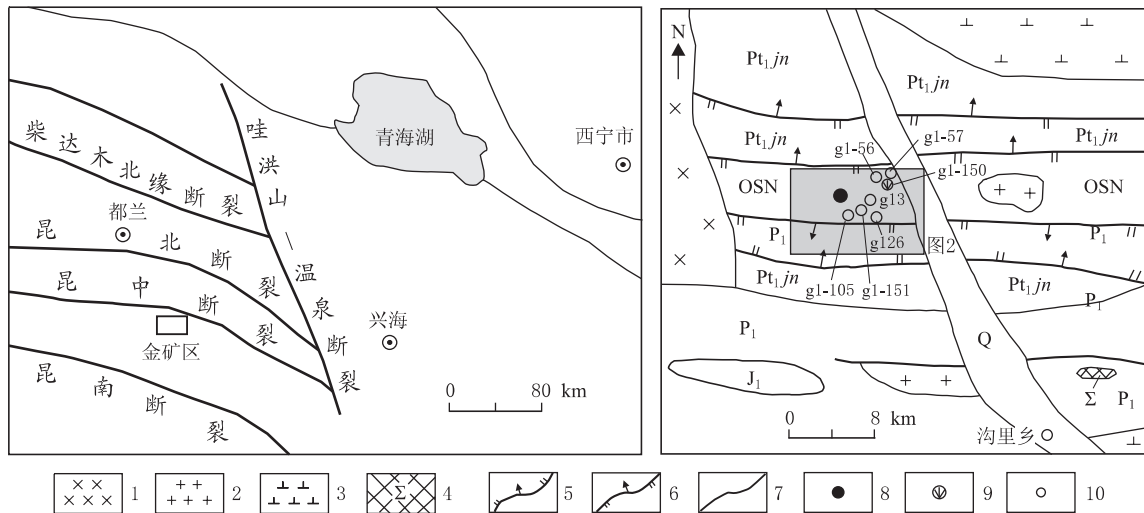 柴达木北缘断裂
哇洪山—温泉断裂
青海湖
西宁市
都兰
昆北断裂
昆中断裂
金矿区
兴海
昆南断裂
0 80 km
N
Pt₁jn
Pt₁jn
Pt₁jn
Pt₁jn
g1-56
g1-57
g1-150
OSN
OSN
g13
P₁
g126
图2
P₁
Pt₁jn
g1-105
g1-151
Pt₁jn
P₁
P₁
Q
J₁
Σ
P₁
0 8 km
沟里乡
1
2
3
Σ 4
5
6
7
8
9
10